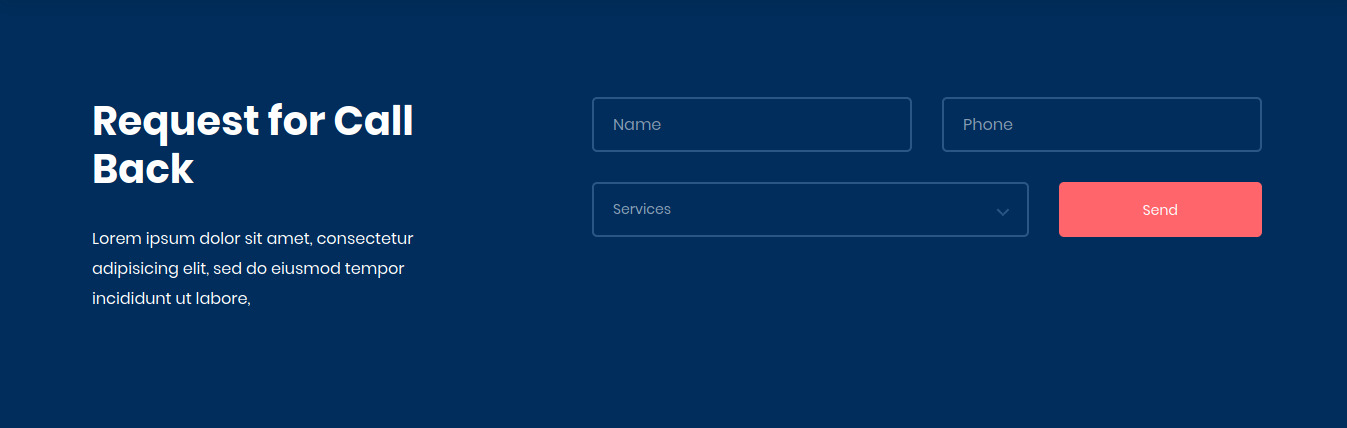 Request for Call
Back
Lorem ipsum dolor sit amet, consectetur
adipisicing elit, sed do eiusmod tempor
incididunt ut labore,
Name
Phone
Services
Send